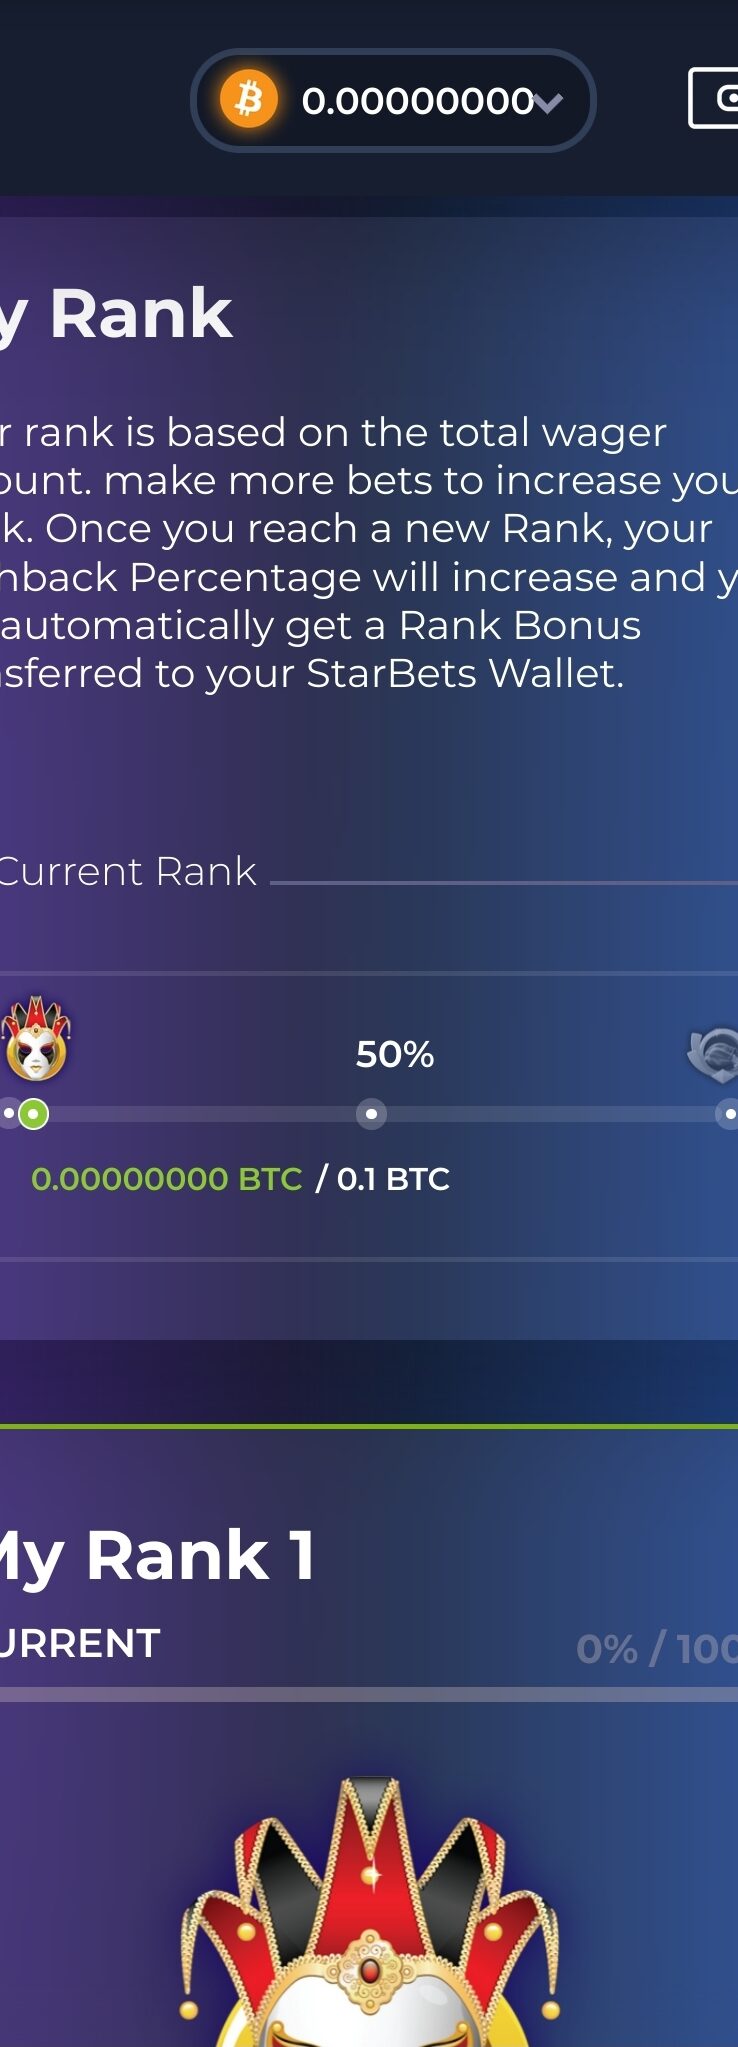 0.00000000
y Rank
r rank is based on the total wager
ount. make more bets to increase you
k. Once you reach a new Rank, your
hback Percentage will increase and y
automatically get a Rank Bonus
nsferred to your StarBets Wallet.
Current Rank
50%
0.00000000 BTC / 0.1 BTC
My Rank 1
URRENT
0% / 100